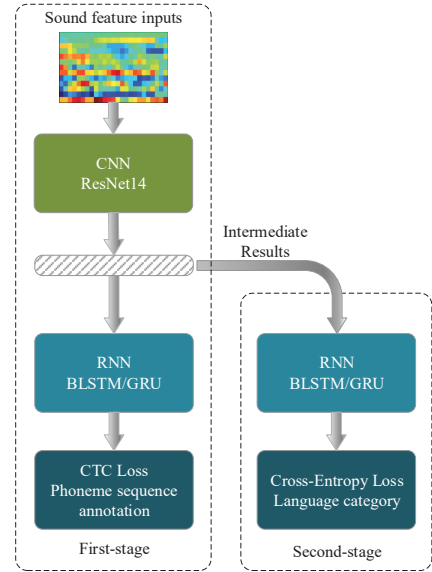 Sound feature inputs
CNN
ResNet14
Intermediate
Results
RNN
BLSTM/GRU
RNN
BLSTM/GRU
CTC Loss
Phoneme sequence
annotation
Cross-Entropy Loss
Language category
First-stage
Second-stage